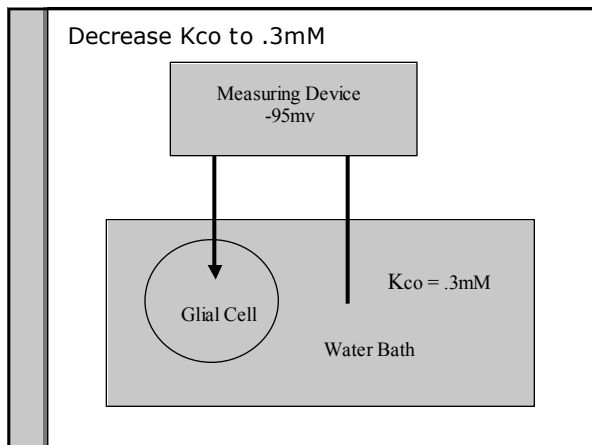 Decrease Kco to .3mM
Measuring Device
-95mv
Kco = .3mM
Glial Cell
Water Bath